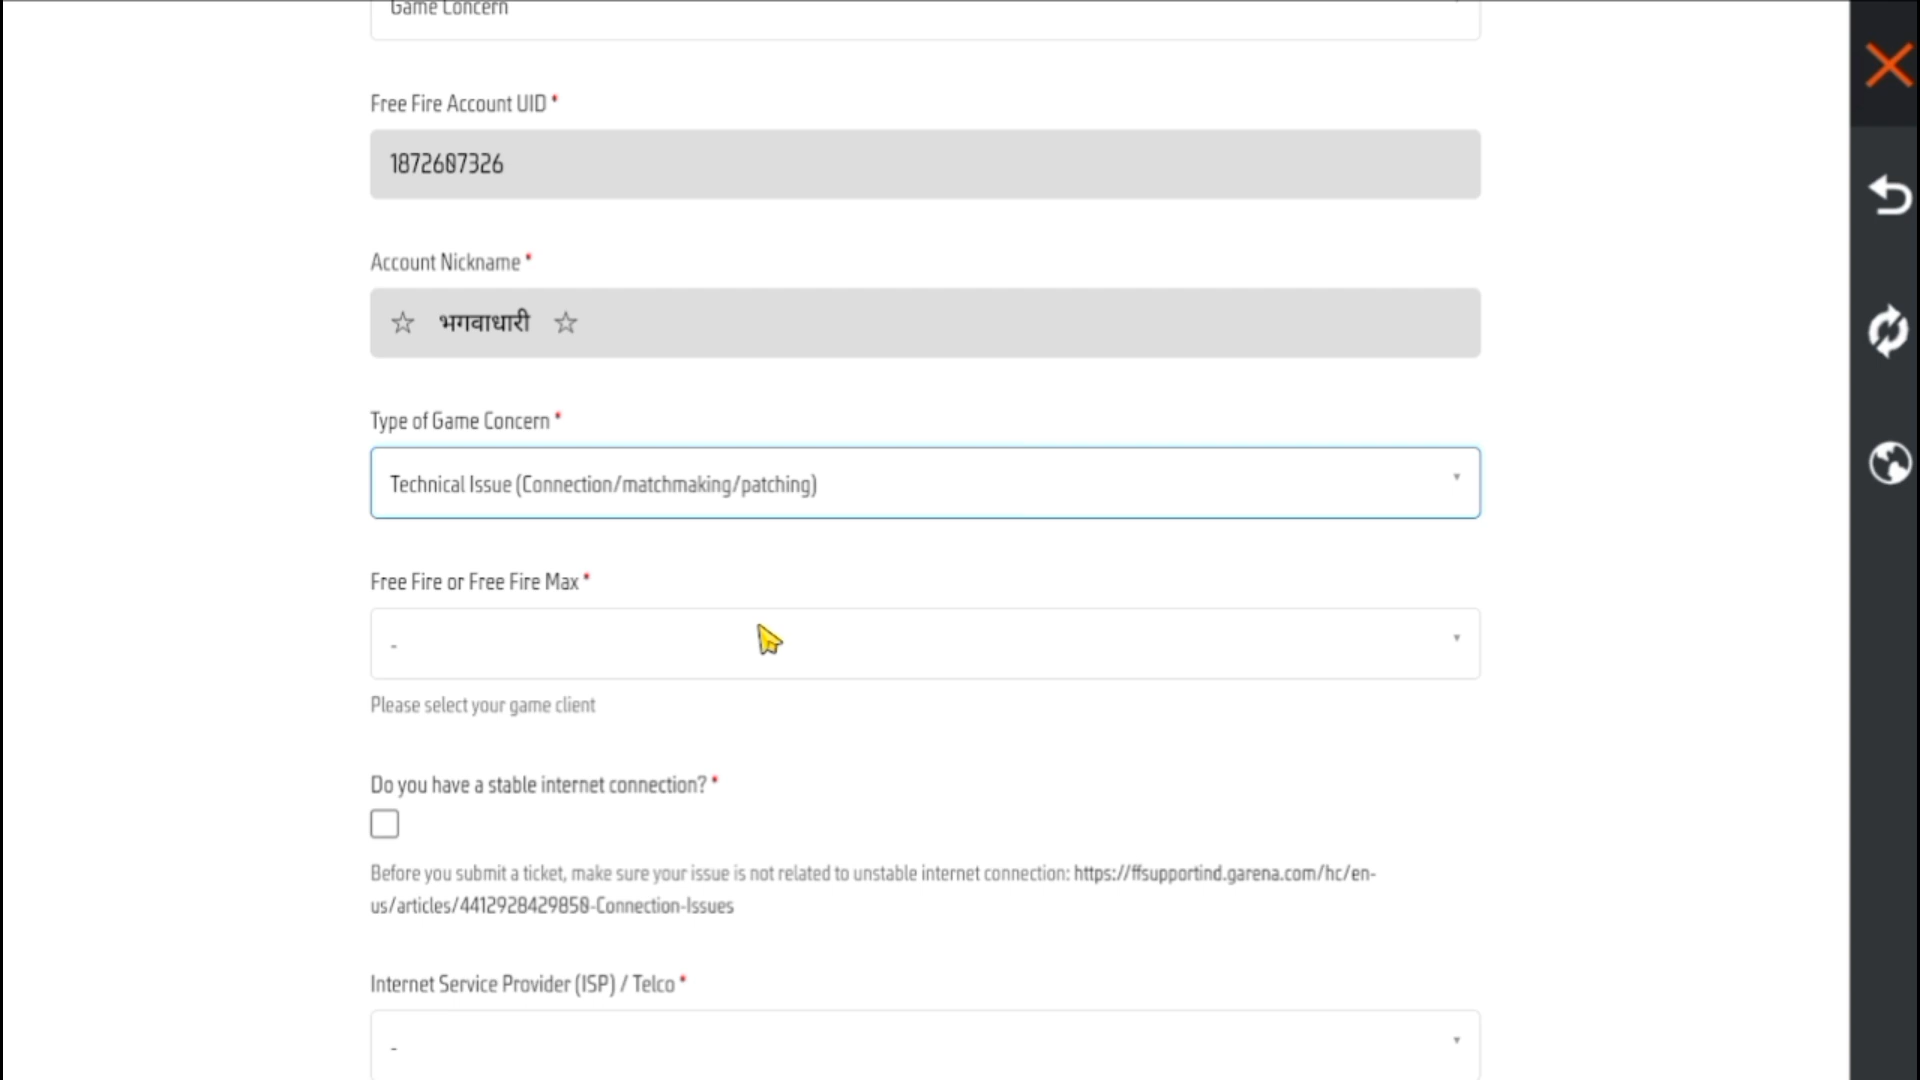 Game Concern
Free Fire Account UID *
1872607326
Account Nickname *
☆ भगवाधारी ☆
Type of Game Concern *
Technical Issue (Connection/matchmaking/patching)
Free Fire or Free Fire Max *
-
Please select your game client
Do you have a stable internet connection? *
Before you submit a ticket, make sure your issue is not related to unstable internet connection: https://ffsupportind.garena.com/hc/en-
us/articles/4412928429850-Connection-Issues
Internet Service Provider (ISP) / Telco *
-